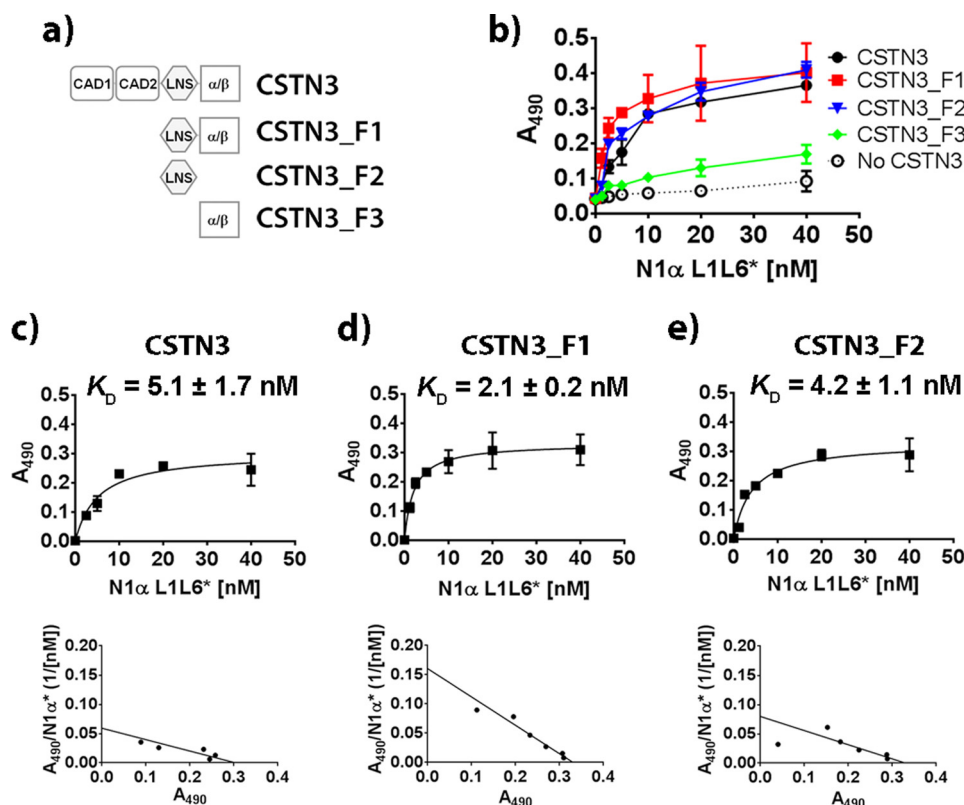 a)
CAD1 CAD2 LNS α/β CSTN3
LNS α/β CSTN3_F1
LNS CSTN3_F2
α/β CSTN3_F3
b)
A490
0.5
0.4
0.3
0.2
0.1
0.0
0 10 20 30 40 50
N1α L1L6* [nM]
CSTN3
CSTN3_F1
CSTN3_F2
CSTN3_F3
No CSTN3
c)
CSTN3
KD = 5.1 ± 1.7 nM
A490
0.5
0.4
0.3
0.2
0.1
0.0
0 10 20 30 40 50
N1α L1L6* [nM]
A490/N1α* (1/[nM])
0.20
0.15
0.10
0.05
0.00
0.0 0.1 0.2 0.3 0.4
A490
d)
CSTN3_F1
KD = 2.1 ± 0.2 nM
A490
0.5
0.4
0.3
0.2
0.1
0.0
0 10 20 30 40 50
N1α L1L6* [nM]
A490/N1α* (1/[nM])
0.20
0.15
0.10
0.05
0.00
0.0 0.1 0.2 0.3 0.4
A490
e)
CSTN3_F2
KD = 4.2 ± 1.1 nM
A490
0.5
0.4
0.3
0.2
0.1
0.0
0 10 20 30 40 50
N1α L1L6* [nM]
A490/N1α* (1/[nM])
0.20
0.15
0.10
0.05
0.00
0.0 0.1 0.2 0.3 0.4
A490